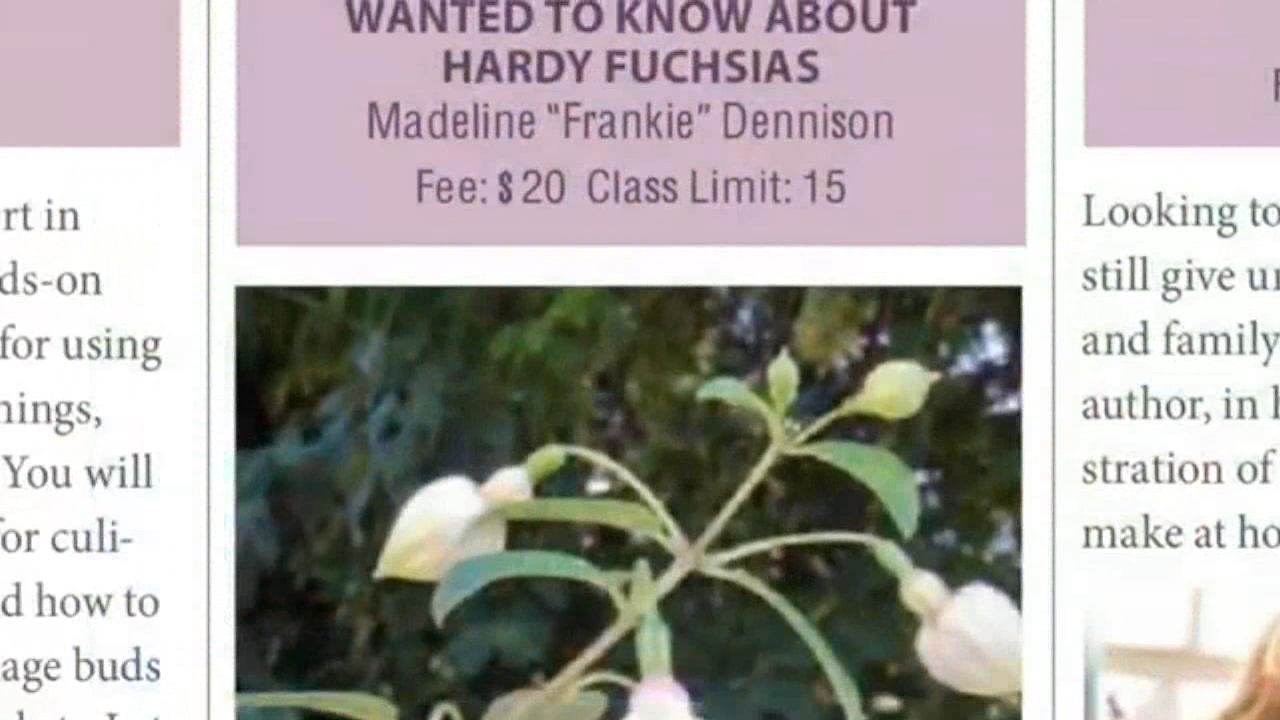 WANTED TO KNOW ABOUT
HARDY FUCHSIAS
Madeline "Frankie" Dennison
Fee: $20 Class Limit: 15
rt in
ds-on
for using
nings,
You will
for culi-
d how to
age buds
Looking to
still give
and family
author, in
stration of
make at